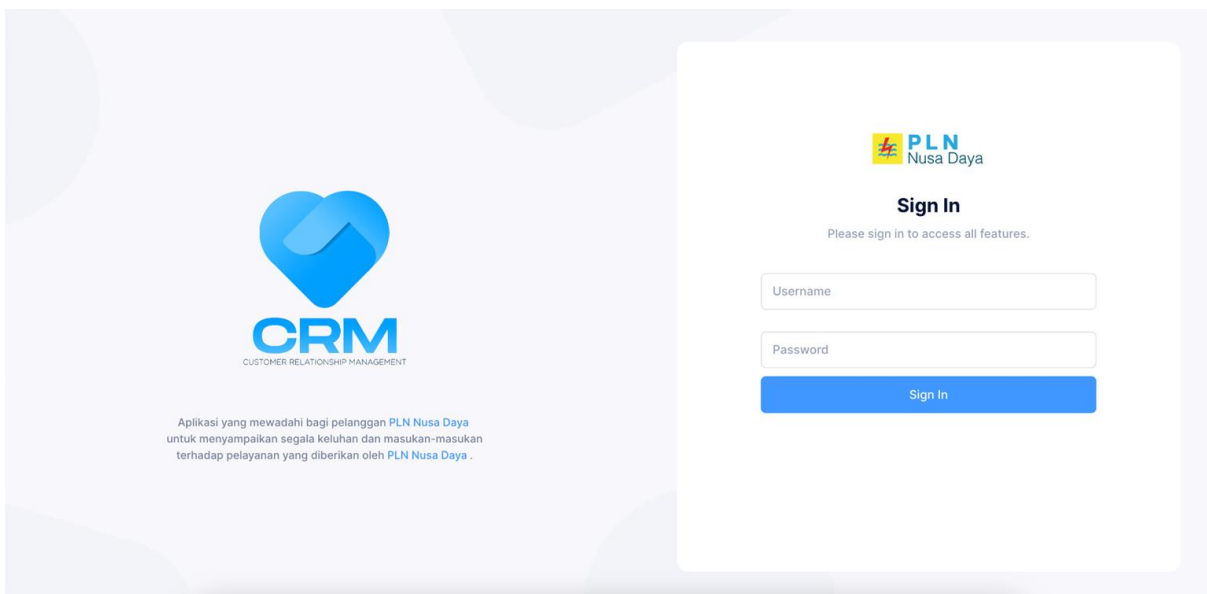 CRM
CUSTOMER RELATIONSHIP MANAGEMENT
Aplikasi yang mewadahi bagi pelanggan PLN Nusa Daya
untuk menyampaikan segala keluhan dan masukan-masukan
terhadap pelayanan yang diberikan oleh PLN Nusa Daya .
PLN
Nusa Daya
Sign In
Please sign in to access all features.
Username
Password
Sign In